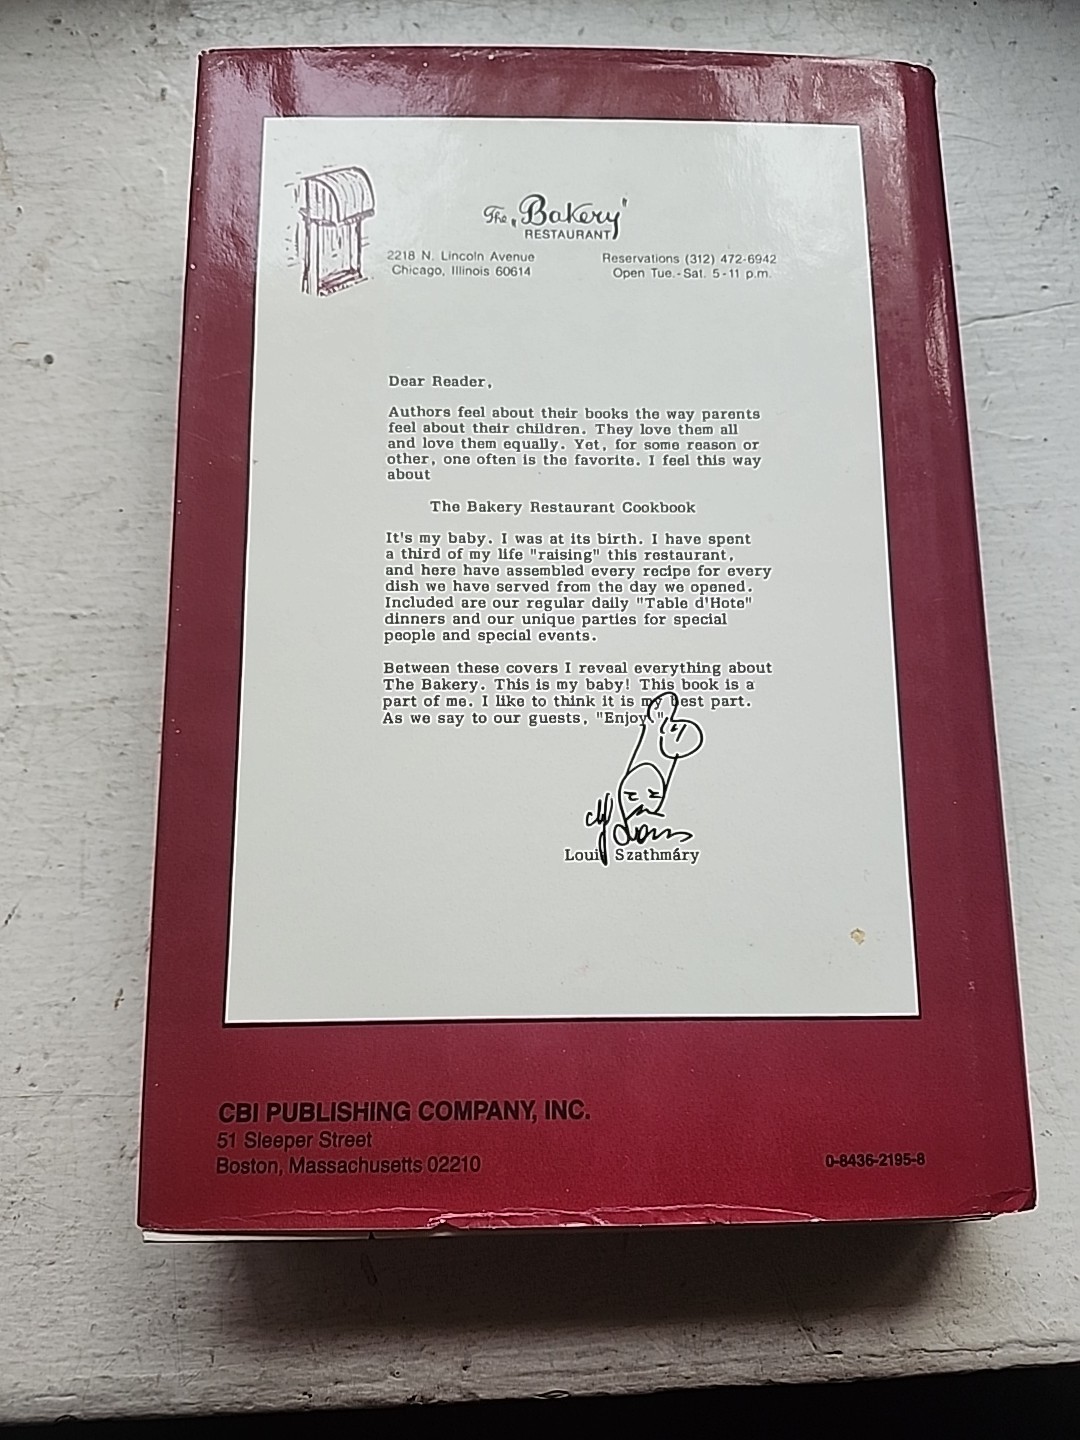 The "Bakery"
RESTAURANT
2218 N. Lincoln Avenue
Chicago, Illinois 60614
Reservations (312) 472-6942
Open Tue.-Sat. 5-11 p.m.
Dear Reader,
Authors feel about their books the way parents
feel about their children. They love them all
and love them equally. Yet, for some reason or
other, one often is the favorite. I feel this way
about
The Bakery Restaurant Cookbook
It's my baby. I was at its birth. I have spent
a third of my life "raising" this restaurant,
and here have assembled every recipe for every
dish we have served from the day we opened.
Included are our regular daily "Table d'Hote"
dinners and our unique parties for special
people and special events.
Between these covers I reveal everything about
The Bakery. This is my baby! This book is a
part of me. I like to think it is my best part.
As we say to our guests, "Enjoy."
Chef Louis
Louis Szathmáry
CBI PUBLISHING COMPANY, INC.
51 Sleeper Street
Boston, Massachusetts 02210
0-8436-2195-8